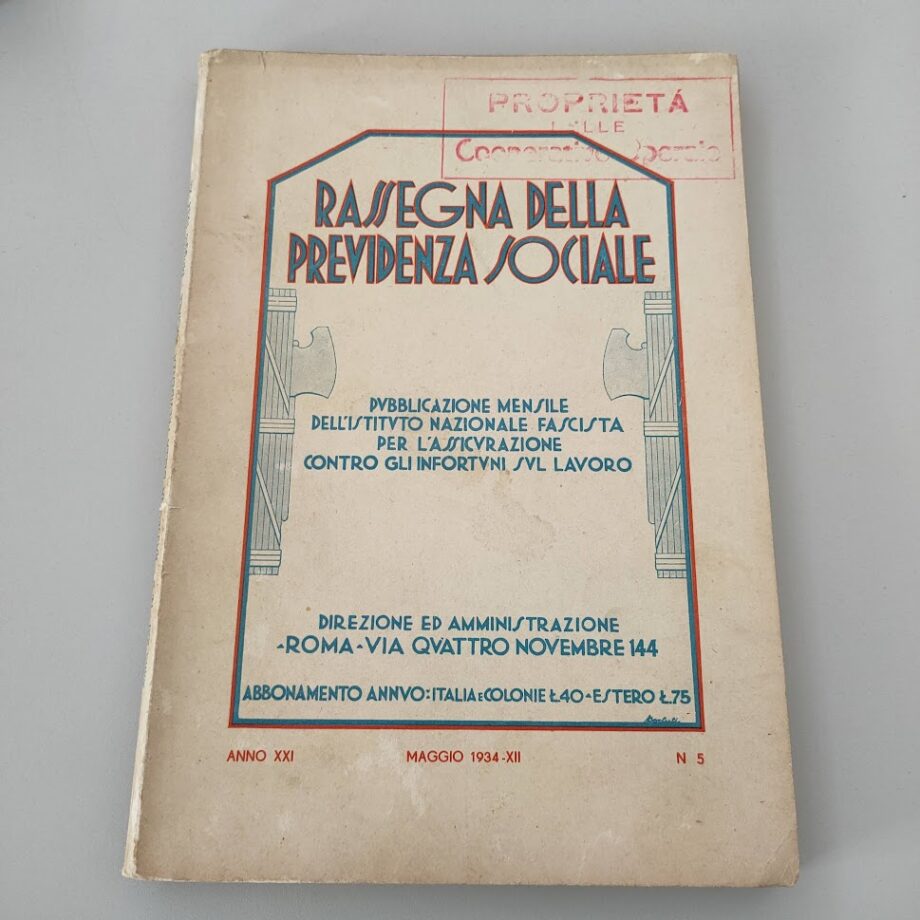 PROPRIETÁ
DELLE
Cooperative Operaie
RASSEGNA DELLA
PREVIDENZA SOCIALE
PVBBLICAZIONE MENSILE
DELL'ISTITVTO NAZIONALE FASCISTA
PER L'ASSICVRAZIONE
CONTRO GLI INFORTVNI SVL LAVORO
DIREZIONE ED AMMINISTRAZIONE
-ROMA-VIA QVATTRO NOVEMBRE 144
ABBONAMENTO ANNVO: ITALIA E COLONIE Ł.40-ESTERO Ł.75
ANNO XXI MAGGIO 1934-XII N 5